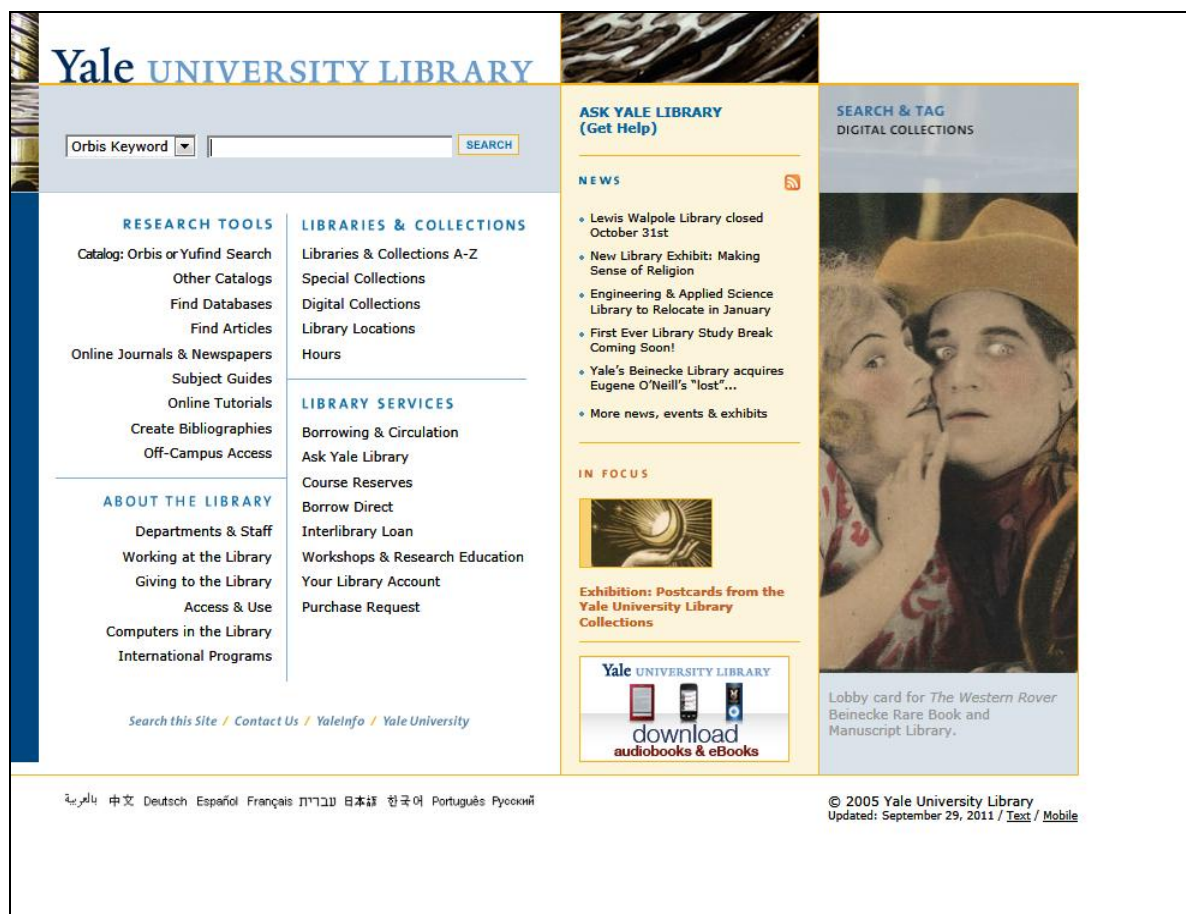 Yale UNIVERSITY LIBRARY
Orbis Keyword
SEARCH
RESEARCH TOOLS
Catalog: Orbis or Yufind Search
Other Catalogs
Find Databases
Find Articles
Online Journals & Newspapers
Subject Guides
Online Tutorials
Create Bibliographies
Off-Campus Access
ABOUT THE LIBRARY
Departments & Staff
Working at the Library
Giving to the Library
Access & Use
Computers in the Library
International Programs
LIBRARIES & COLLECTIONS
Libraries & Collections A-Z
Special Collections
Digital Collections
Library Locations
Hours
LIBRARY SERVICES
Borrowing & Circulation
Ask Yale Library
Course Reserves
Borrow Direct
Interlibrary Loan
Workshops & Research Education
Your Library Account
Purchase Request
Search this Site / Contact Us / YaleInfo / Yale University
ASK YALE LIBRARY
(Get Help)
NEWS
Lewis Walpole Library closed
October 31st
New Library Exhibit: Making
Sense of Religion
Engineering & Applied Science
Library to Relocate in January
First Ever Library Study Break
Coming Soon!
Yale's Beinecke Library acquires
Eugene O'Neill's "lost"...
More news, events & exhibits
IN FOCUS
Exhibition: Postcards from the
Yale University Library
Collections
Yale UNIVERSITY LIBRARY
download
audiobooks & eBooks
SEARCH & TAG
DIGITAL COLLECTIONS
Lobby card for The Western Rover
Beinecke Rare Book and
Manuscript Library.
بالعربية 中文 Deutsch Español Français עברית 日本語 한국어 Português Русский
© 2005 Yale University Library
Updated: September 29, 2011 / Text / Mobile